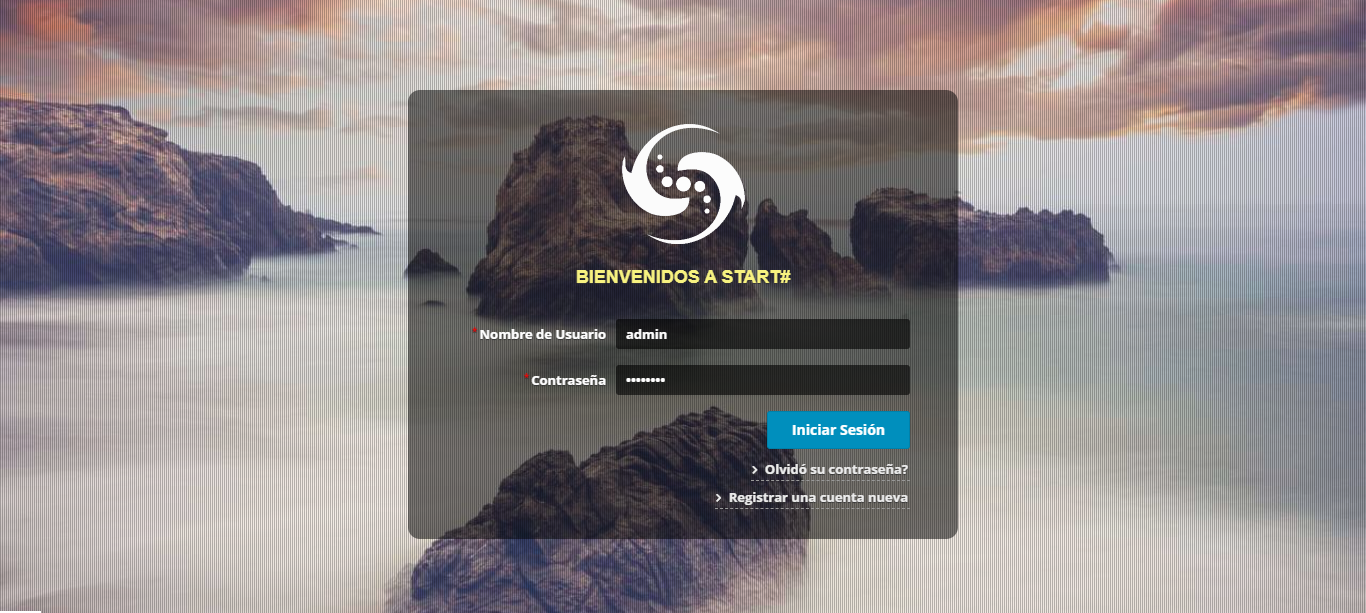 BIENVENIDOS A START#
*Nombre de Usuario admin
*Contraseña ••••••••
Iniciar Sesión
Olvidó su contraseña?
Registrar una cuenta nueva